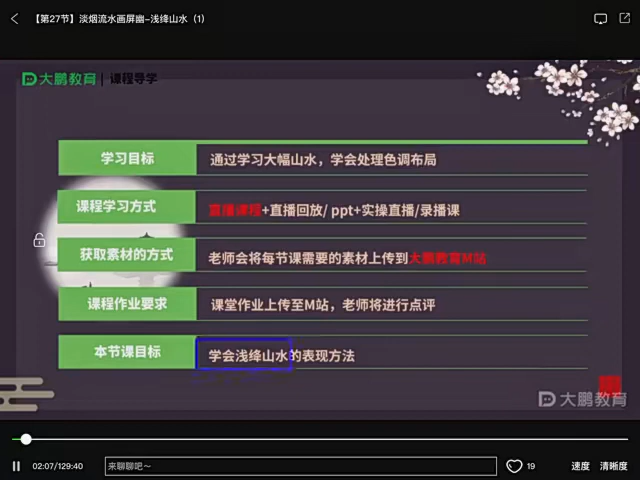 【第27节】淡烟流水画屏幽-浅绛山水（1）
大鹏教育 | 课程导学
学习目标
通过学习大幅山水，学会处理色调布局
课程学习方式
直播课程+直播回放/ ppt+实操直播/录播课
获取素材的方式
老师会将每节课需要的素材上传到大鹏教育M站
课程作业要求
课堂作业上传至M站，老师将进行点评
本节课目标
学会浅绛山水的表现方法
大鹏教育
02:07/129:40
来聊聊吧~
19
速度
清晰度